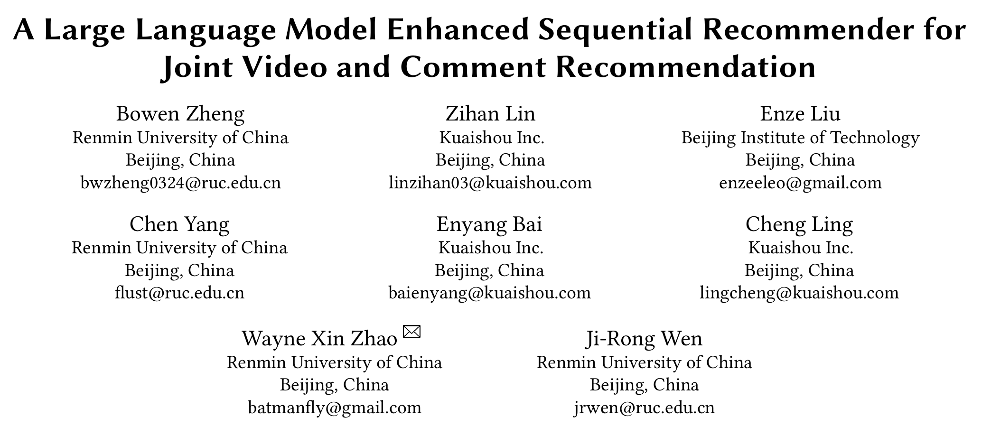 A Large Language Model Enhanced Sequential Recommender for
Joint Video and Comment Recommendation
Bowen Zheng
Renmin University of China
Beijing, China
bwzheng0324@ruc.edu.cn
Zihan Lin
Kuaishou Inc.
Beijing, China
linzihan03@kuaishou.com
Enze Liu
Beijing Institute of Technology
Beijing, China
enzeeleo@gmail.com
Chen Yang
Renmin University of China
Beijing, China
flust@ruc.edu.cn
Enyang Bai
Kuaishou Inc.
Beijing, China
baienyang@kuaishou.com
Cheng Ling
Kuaishou Inc.
Beijing, China
lingcheng@kuaishou.com
Wayne Xin Zhao
Renmin University of China
Beijing, China
batmanfly@gmail.com
Ji-Rong Wen
Renmin University of China
Beijing, China
jrwen@ruc.edu.cn